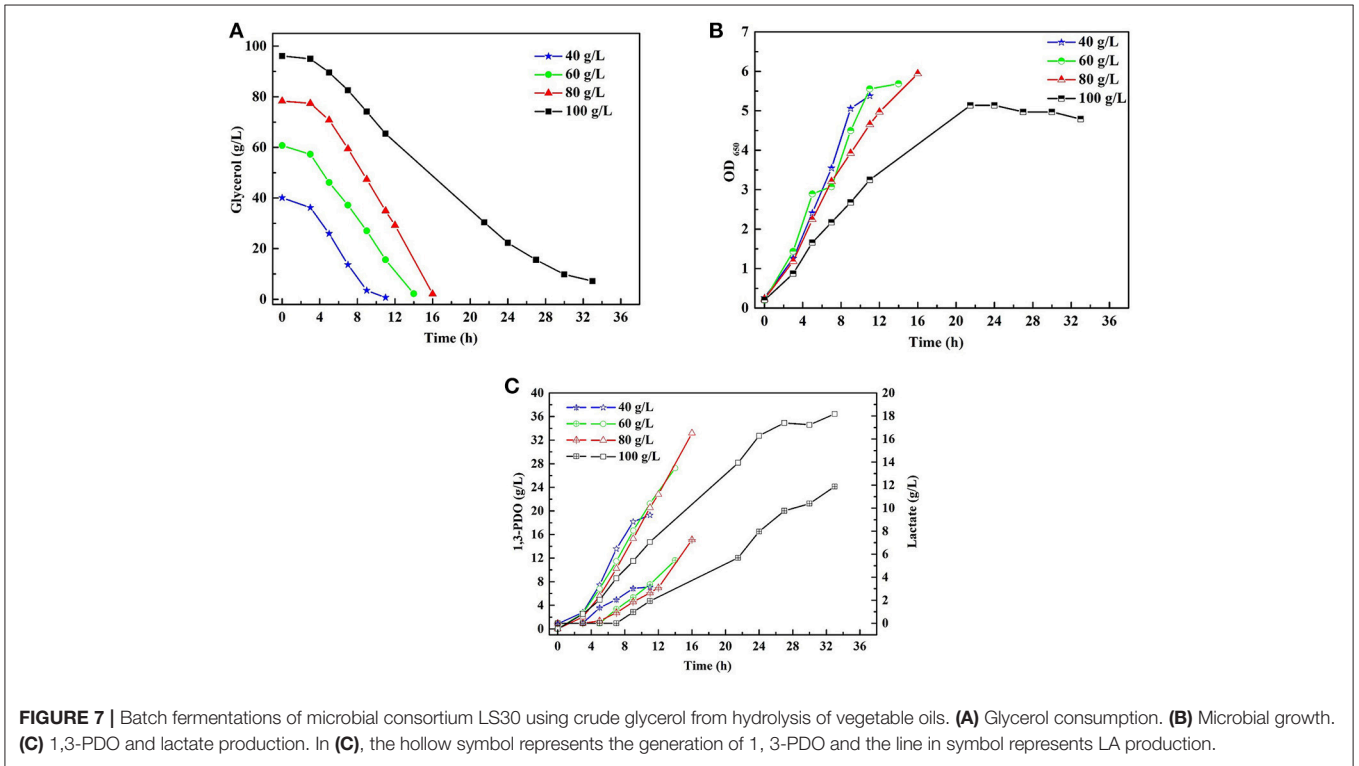 A
100
80
60
40
20
0
Glycerol (g/L)
0 4 8 12 16 20 24 28 32 36
Time (h)
40 g/L
60 g/L
80 g/L
100 g/L
B
7
6
5
4
3
2
1
0
OD 650
0 4 8 12 16 20 24 28 32 36
Time (h)
40 g/L
60 g/L
80 g/L
100 g/L
C
40
36
32
28
24
20
16
12
8
4
0
1,3-PDO (g/L)
0 4 8 12 16 20 24 28 32 36
Time (h)
40 g/L
60 g/L
80 g/L
100 g/L
20
18
16
14
12
10
8
6
4
2
0
Lactate (g/L)
FIGURE 7 | Batch fermentations of microbial consortium LS30 using crude glycerol from hydrolysis of vegetable oils. (A) Glycerol consumption. (B) Microbial growth.
(C) 1,3-PDO and lactate production. In (C), the hollow symbol represents the generation of 1, 3-PDO and the line in symbol represents LA production.